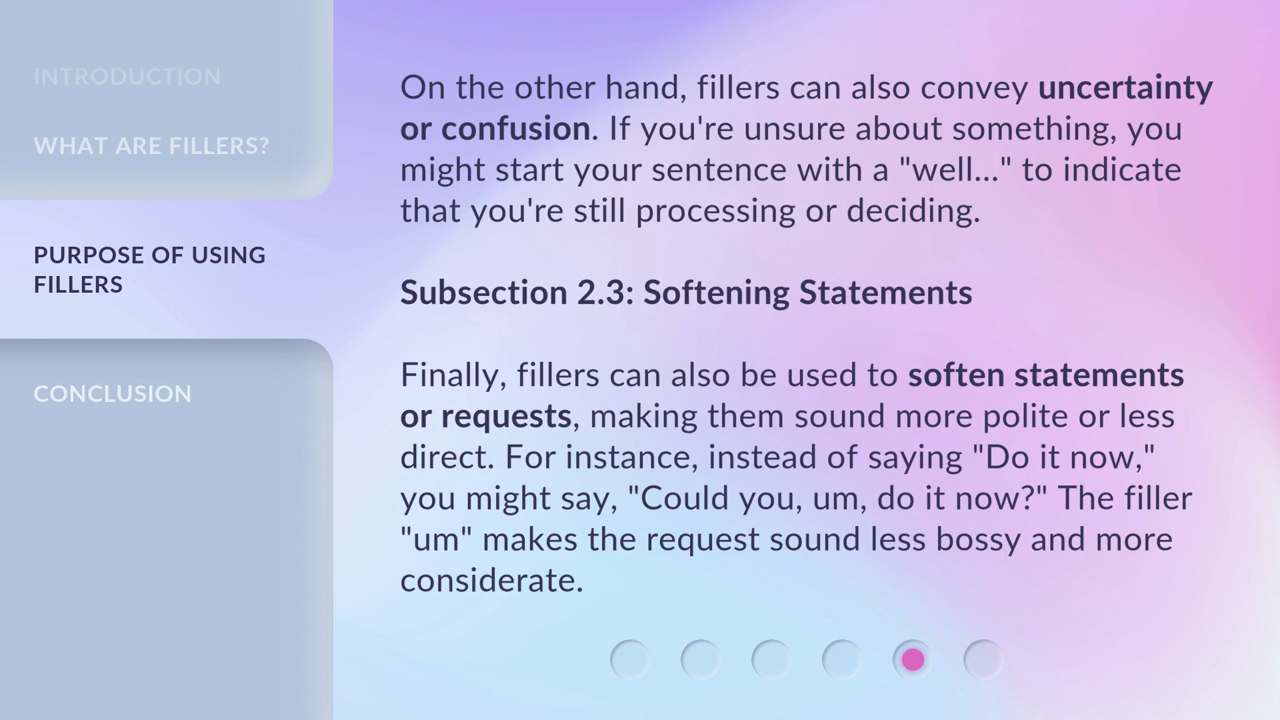 INTRODUCTION
WHAT ARE FILLERS?
PURPOSE OF USING
FILLERS
CONCLUSION
On the other hand, fillers can also convey uncertainty
or confusion. If you're unsure about something, you
might start your sentence with a "well..." to indicate
that you're still processing or deciding.
Subsection 2.3: Softening Statements
Finally, fillers can also be used to soften statements
or requests, making them sound more polite or less
direct. For instance, instead of saying "Do it now,"
you might say, "Could you, um, do it now?" The filler
"um" makes the request sound less bossy and more
considerate.